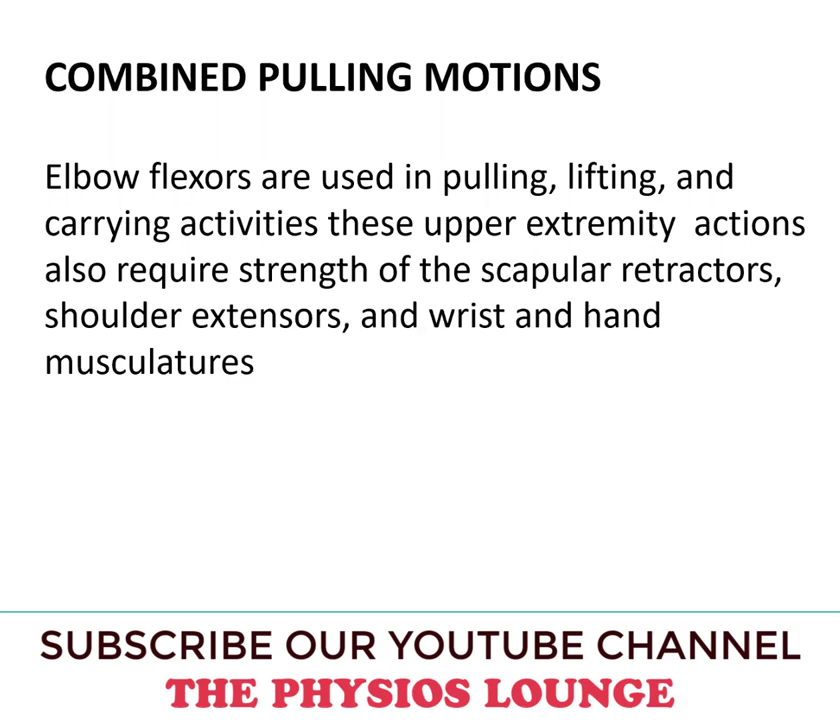 COMBINED PULLING MOTIONS
Elbow flexors are used in pulling, lifting, and
carrying activities these upper extremity actions
also require strength of the scapular retractors,
shoulder extensors, and wrist and hand
musculatures
SUBSCRIBE OUR YOUTUBE CHANNEL
THE PHYSIOS LOUNGE